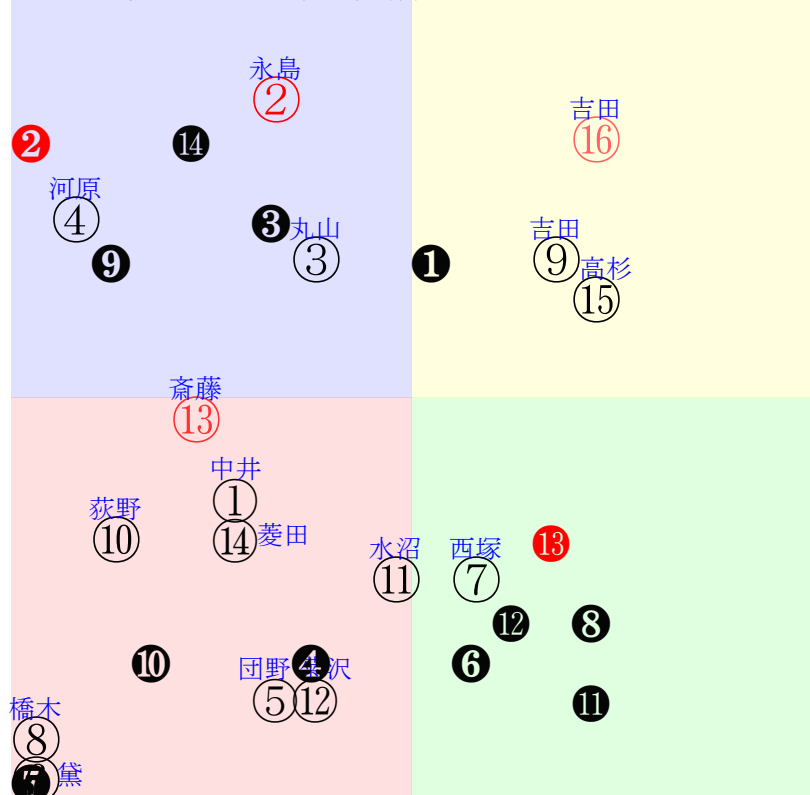 永島
②
吉田
⑯
❷
⓮
河原
④
❸
丸山
③
吉田
⑨
❾
❶
高杉
⑮
斎藤
⑬
中井
①
荻野
⑩
⑭
菱田
水沼
⑪
西塚
⑦
⓭
⓬
❽
❿
団野
❹
沢
❻
⑤
⑫
⓫
橋木
⑧
黛